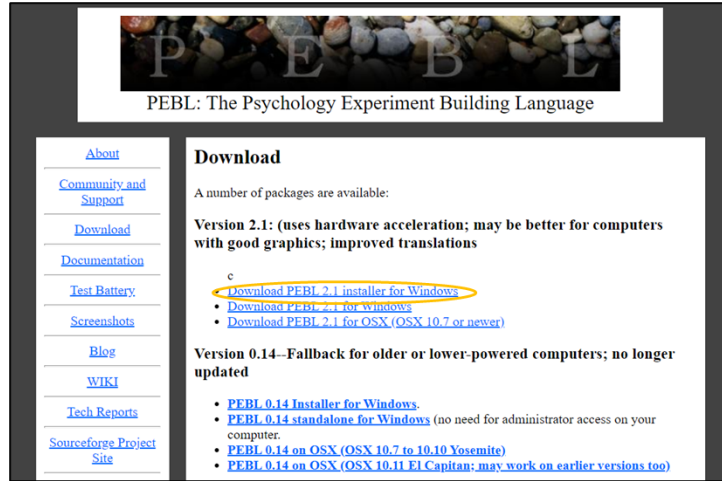 P E B L
PEBL: The Psychology Experiment Building Language
About
Community and
Support
Download
Documentation
Test Battery
Screenshots
Blog
WIKI
Tech Reports
Sourceforge Project
Site
Download
A number of packages are available:
Version 2.1: (uses hardware acceleration; may be better for computers
with good graphics; improved translations
c
Download PEBL 2.1 installer for Windows
Download PEBL 2.1 for Windows
Download PEBL 2.1 for OSX (OSX 10.7 or newer)
Version 0.14--Fallback for older or lower-powered computers; no longer
updated
PEBL 0.14 Installer for Windows.
PEBL 0.14 standalone for Windows (no need for administrator access on your
computer.
PEBL 0.14 on OSX (OSX 10.7 to 10.10 Yosemite)
PEBL 0.14 on OSX (OSX 10.11 El Capitan; may work on earlier versions too)